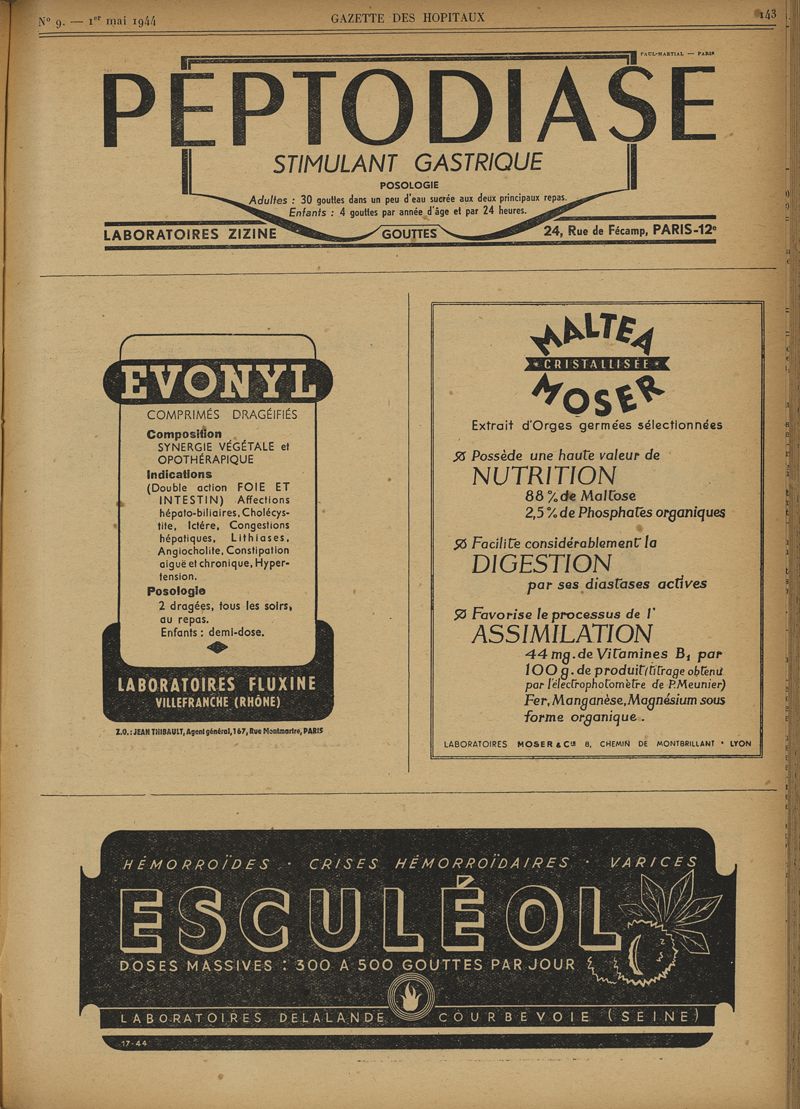 N° 9. — 1er mai 1944
GAZETTE DES HOPITAUX
143
PAUL-MARTIAL — PARIS
PEPTODIASE
STIMULANT GASTRIQUE
POSOLOGIE
Adultes : 30 gouttes dans un peu d'eau sucrée aux deux principaux repas.
Enfants : 4 gouttes par année d'âge et par 24 heures.
LABORATOIRES ZIZINE
GOUTTES
24, Rue de Fécamp, PARIS-12e
EVONYL
COMPRIMÉS DRAGÉIFIÉS
Composition
SYNERGIE VÉGÉTALE et
OPOTHÉRAPIQUE
Indications
(Double action FOIE ET
INTESTIN) Affections
hépato-biliaires, Cholécys-
tite, Ictére, Congestions
hépatiques, Lithiases,
Angiocholite, Constipation
aiguë et chronique, Hyper-
tension.
Posologie
2 dragées, tous les soirs,
au repas.
Enfants : demi-dose.
LABORATOIRES FLUXINE
VILLEFRANCHE (RHÔNE)
Z.O. : JEAN THIBAULT, Agent général, 167, Rue Montmartre, PARIS
MALTEA
CRISTALLISÉE
MOSER
Extrait d'Orges germées sélectionnées
Possède une haute valeur de
NUTRITION
88 % de Maltose
2,5 % de Phosphates organiques
Facilite considérablement la
DIGESTION
par ses diastases actives
Favorise le processus de l'
ASSIMILATION
44 mg. de Vitamines B1 par
100 g. de produit (titrage obtenu
par l'électrophotomètre de P. Meunier)
Fer, Manganèse, Magnésium sous
forme organique.
LABORATOIRES MOSER & Cie 8, CHEMIN DE MONTBRILLANT • LYON
HÉMORROÏDES · CRISES HÉMORROÏDAIRES · VARICES
ESCULÉOL
DOSES MASSIVES : 300 A 500 GOUTTES PAR JOUR
LABORATOIRES DELALANDE COURBEVOIE (SEINE)
17-44